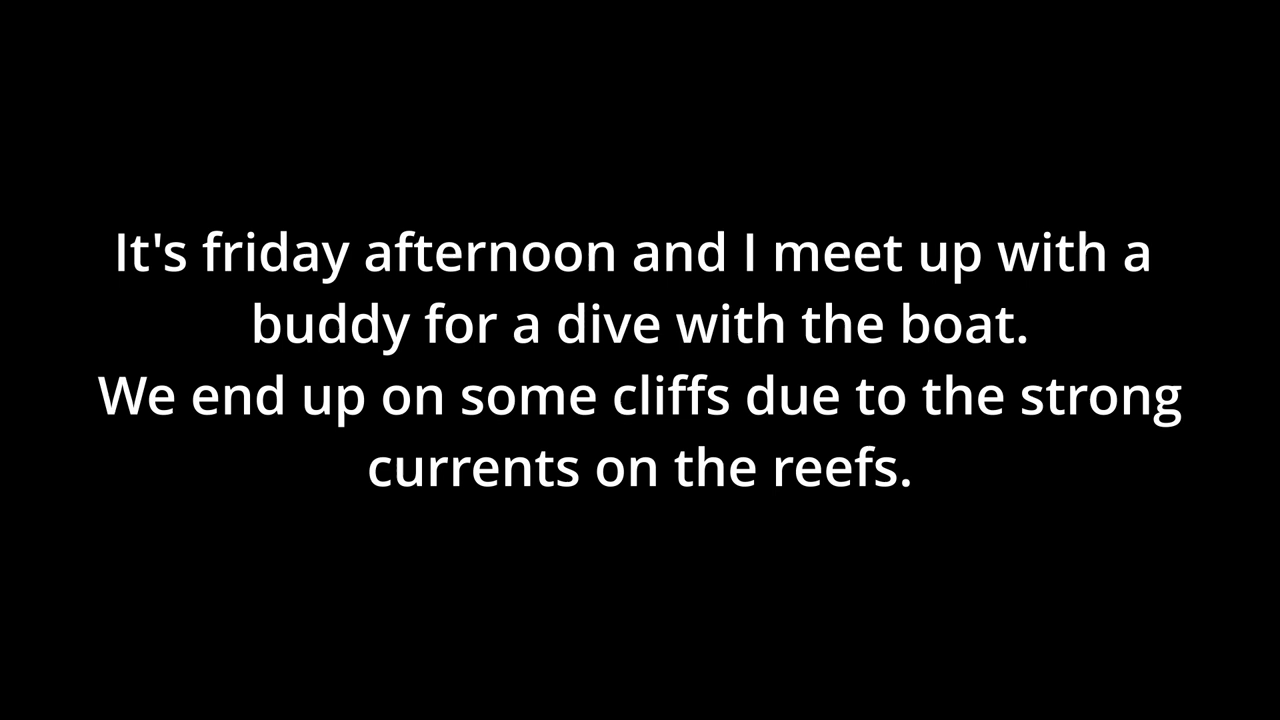 It's friday afternoon and I meet up with a
buddy for a dive with the boat.
We end up on some cliffs due to the strong
currents on the reefs.